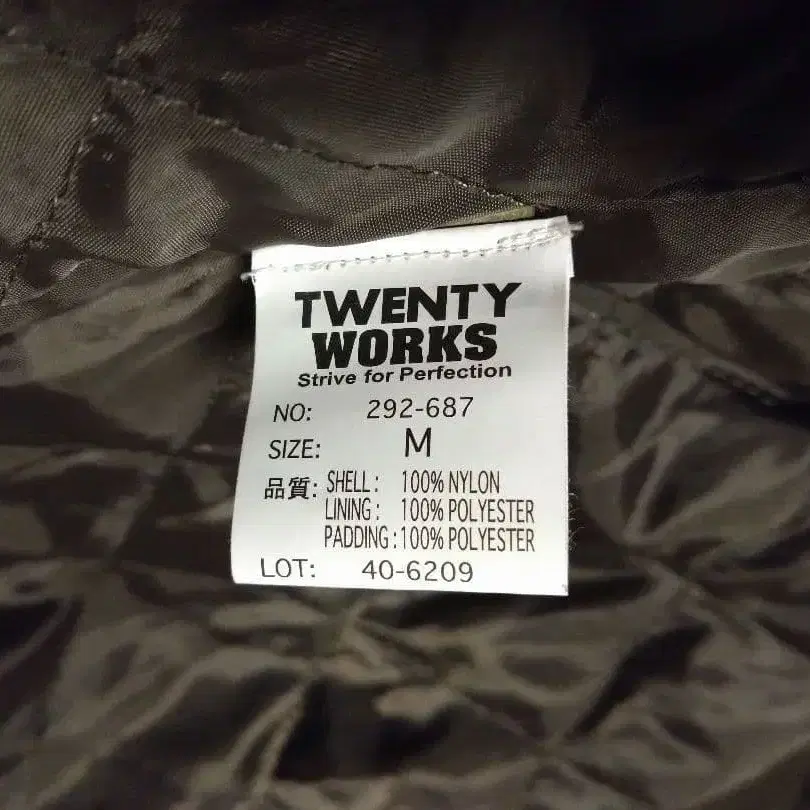 TWENTY
WORKS
Strive for Perfection
NO: 292-687
SIZE: M
品質: SHELL: 100% NYLON
LINING: 100% POLYESTER
PADDING: 100% POLYESTER
LOT: 40-6209